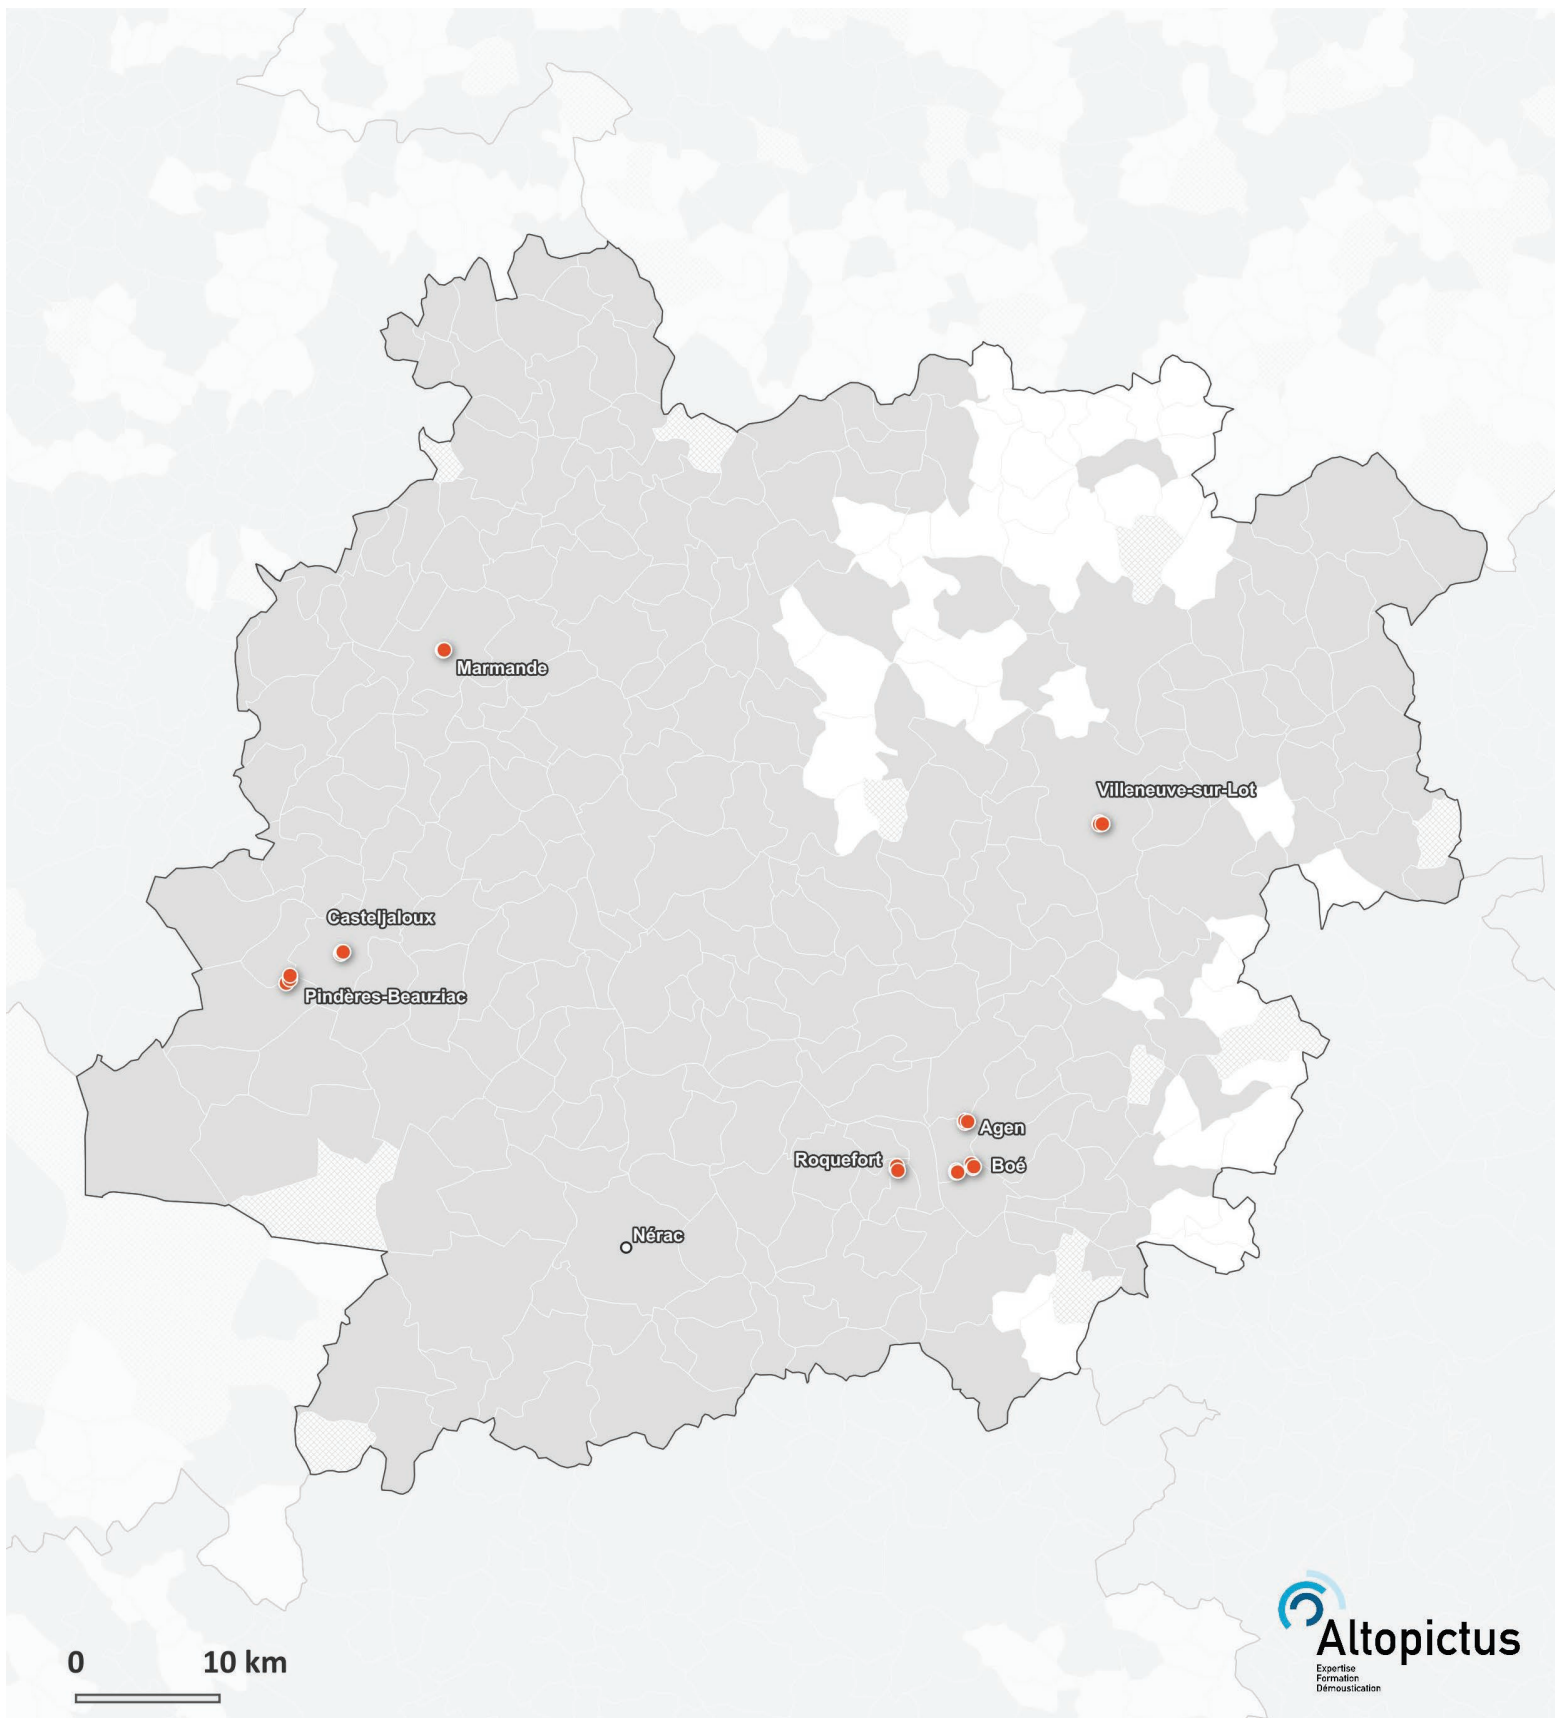 Marmande
Villeneuve-sur-Lot
Casteljaloux
Pindères-Beauziac
Agen
Roquefort
Boé
Nérac
0
10 km
Altopictus
Expertise
Formation
Démoustication